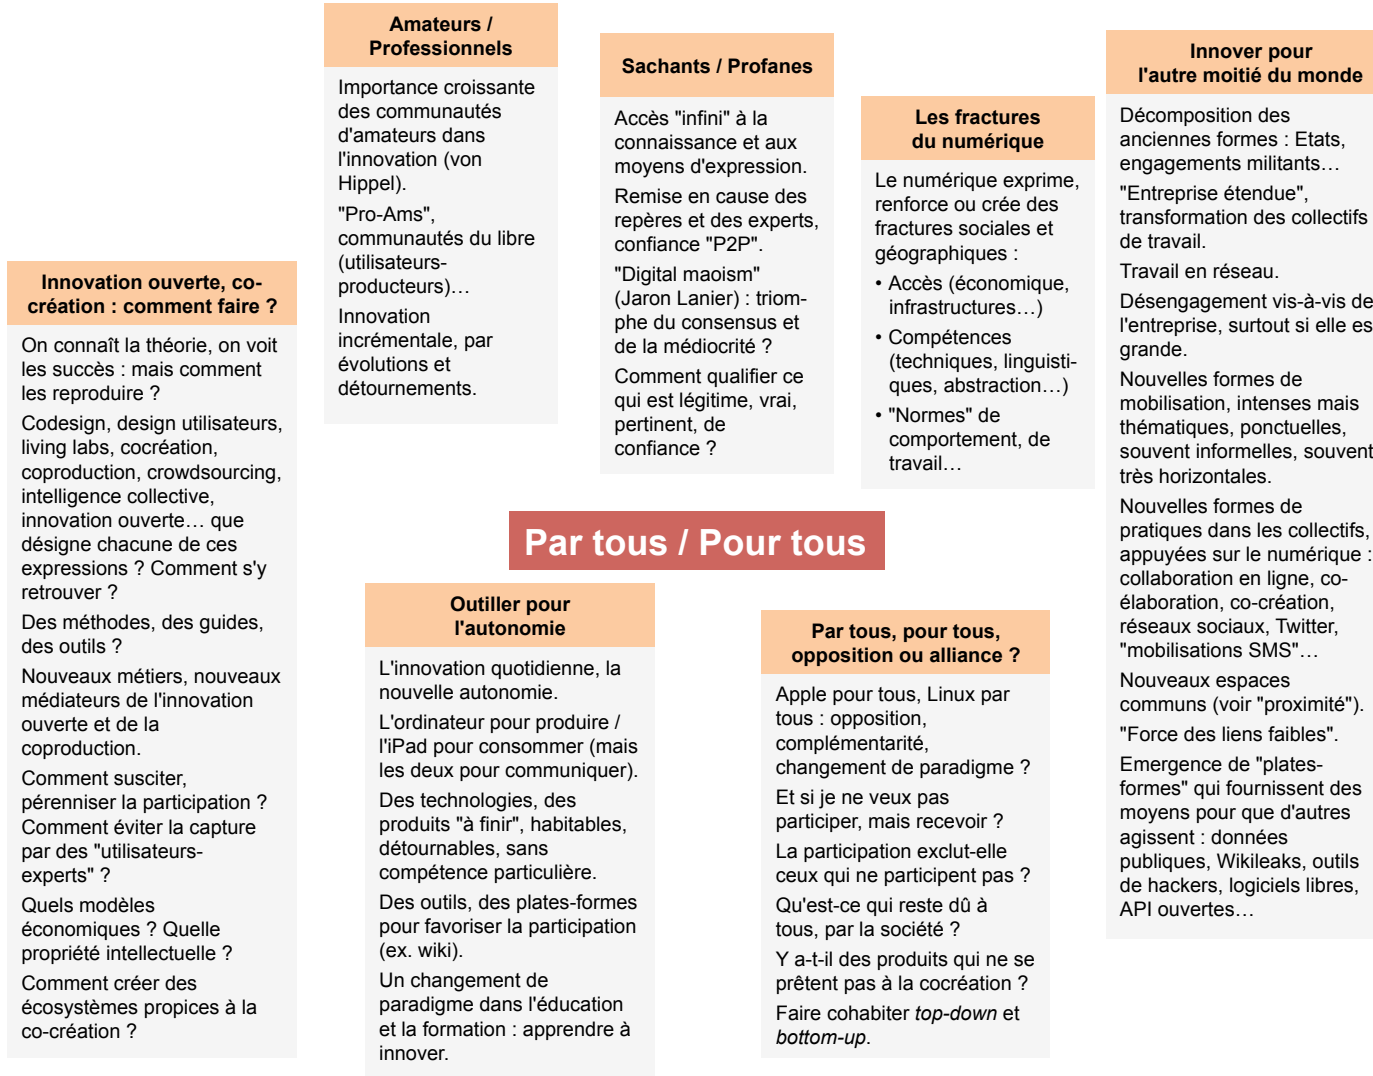 Amateurs /
Professionnels
Importance croissante
des communautés
d'amateurs dans
l'innovation (von
Hippel).
"Pro-Ams",
communautés du libre
(utilisateurs-
producteurs)…
Innovation
incrémentale, par
évolutions et
détournements.
Sachants / Profanes
Accès "infini" à la
connaissance et aux
moyens d'expression.
Remise en cause des
repères et des experts,
confiance "P2P".
"Digital maoism"
(Jaron Lanier) : triom-
phe du consensus et
de la médiocrité ?
Comment qualifier ce
qui est légitime, vrai,
pertinent, de
confiance ?
Les fractures
du numérique
Le numérique exprime,
renforce ou crée des
fractures sociales et
géographiques :
• Accès (économique,
infrastructures…)
• Compétences
(techniques, linguisti-
ques, abstraction…)
• "Normes" de
comportement, de
travail…
Innover pour
l'autre moitié du monde
Décomposition des
anciennes formes : Etats,
engagements militants…
"Entreprise étendue",
transformation des collectifs
de travail.
Travail en réseau.
Désengagement vis-à-vis de
l'entreprise, surtout si elle es
grande.
Nouvelles formes de
mobilisation, intenses mais
thématiques, ponctuelles,
souvent informelles, souvent
très horizontales.
Nouvelles formes de
pratiques dans les collectifs,
appuyées sur le numérique :
collaboration en ligne, co-
élaboration, co-création,
réseaux sociaux, Twitter,
"mobilisations SMS"…
Nouveaux espaces
communs (voir "proximité").
"Force des liens faibles".
Emergence de "plates-
formes" qui fournissent des
moyens pour que d'autres
agissent : données
publiques, Wikileaks, outils
de hackers, logiciels libres,
API ouvertes…
Innovation ouverte, co-
création : comment faire ?
On connaît la théorie, on voit
les succès : mais comment
les reproduire ?
Codesign, design utilisateurs,
living labs, cocréation,
coproduction, crowdsourcing,
intelligence collective,
innovation ouverte… que
désigne chacune de ces
expressions ? Comment s'y
retrouver ?
Des méthodes, des guides,
des outils ?
Nouveaux métiers, nouveaux
médiateurs de l'innovation
ouverte et de la
coproduction.
Comment susciter,
pérenniser la participation ?
Comment éviter la capture
par des "utilisateurs-
experts" ?
Quels modèles
économiques ? Quelle
propriété intellectuelle ?
Comment créer des
écosystèmes propices à la
co-création ?
Par tous / Pour tous
Outiller pour
l'autonomie
L'innovation quotidienne, la
nouvelle autonomie.
L'ordinateur pour produire /
l'iPad pour consommer (mais
les deux pour communiquer).
Des technologies, des
produits "à finir", habitables,
détournables, sans
compétence particulière.
Des outils, des plates-formes
pour favoriser la participation
(ex. wiki).
Un changement de
paradigme dans l'éducation
et la formation : apprendre à
innover.
Par tous, pour tous,
opposition ou alliance ?
Apple pour tous, Linux par
tous : opposition,
complémentarité,
changement de paradigme ?
Et si je ne veux pas
participer, mais recevoir ?
La participation exclut-elle
ceux qui ne participent pas ?
Qu'est-ce qui reste dû à
tous, par la société ?
Y a-t-il des produits qui ne se
prêtent pas à la cocréation ?
Faire cohabiter top-down et
bottom-up.